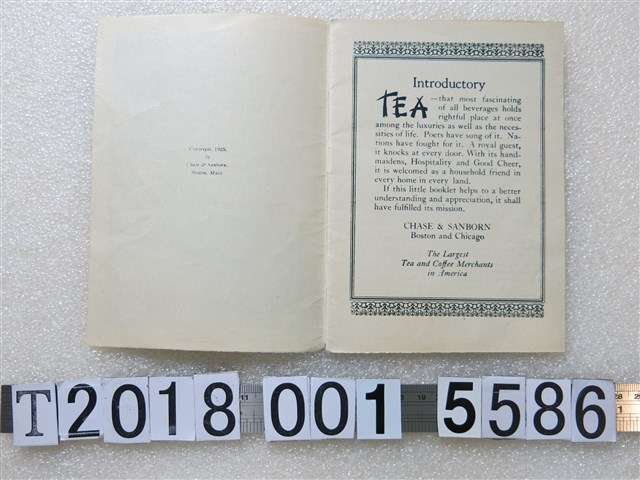 Copyright, 1925,
by
Chase & Sanborn,
Boston, Mass.
Introductory
TEA—that most fascinating
of all beverages holds
rightful place at once
among the luxuries as well as the neces-
sities of life. Poets have sung of it. Na-
tions have fought for it. A royal guest,
it knocks at every door. With its hand-
maidens, Hospitality and Good Cheer,
it is welcomed as a household friend in
every home in every land.
If this little booklet helps to a better
understanding and appreciation, it shall
have fulfilled its mission.
CHASE & SANBORN
Boston and Chicago
The Largest
Tea and Coffee Merchants
in America
T2018 001 5586